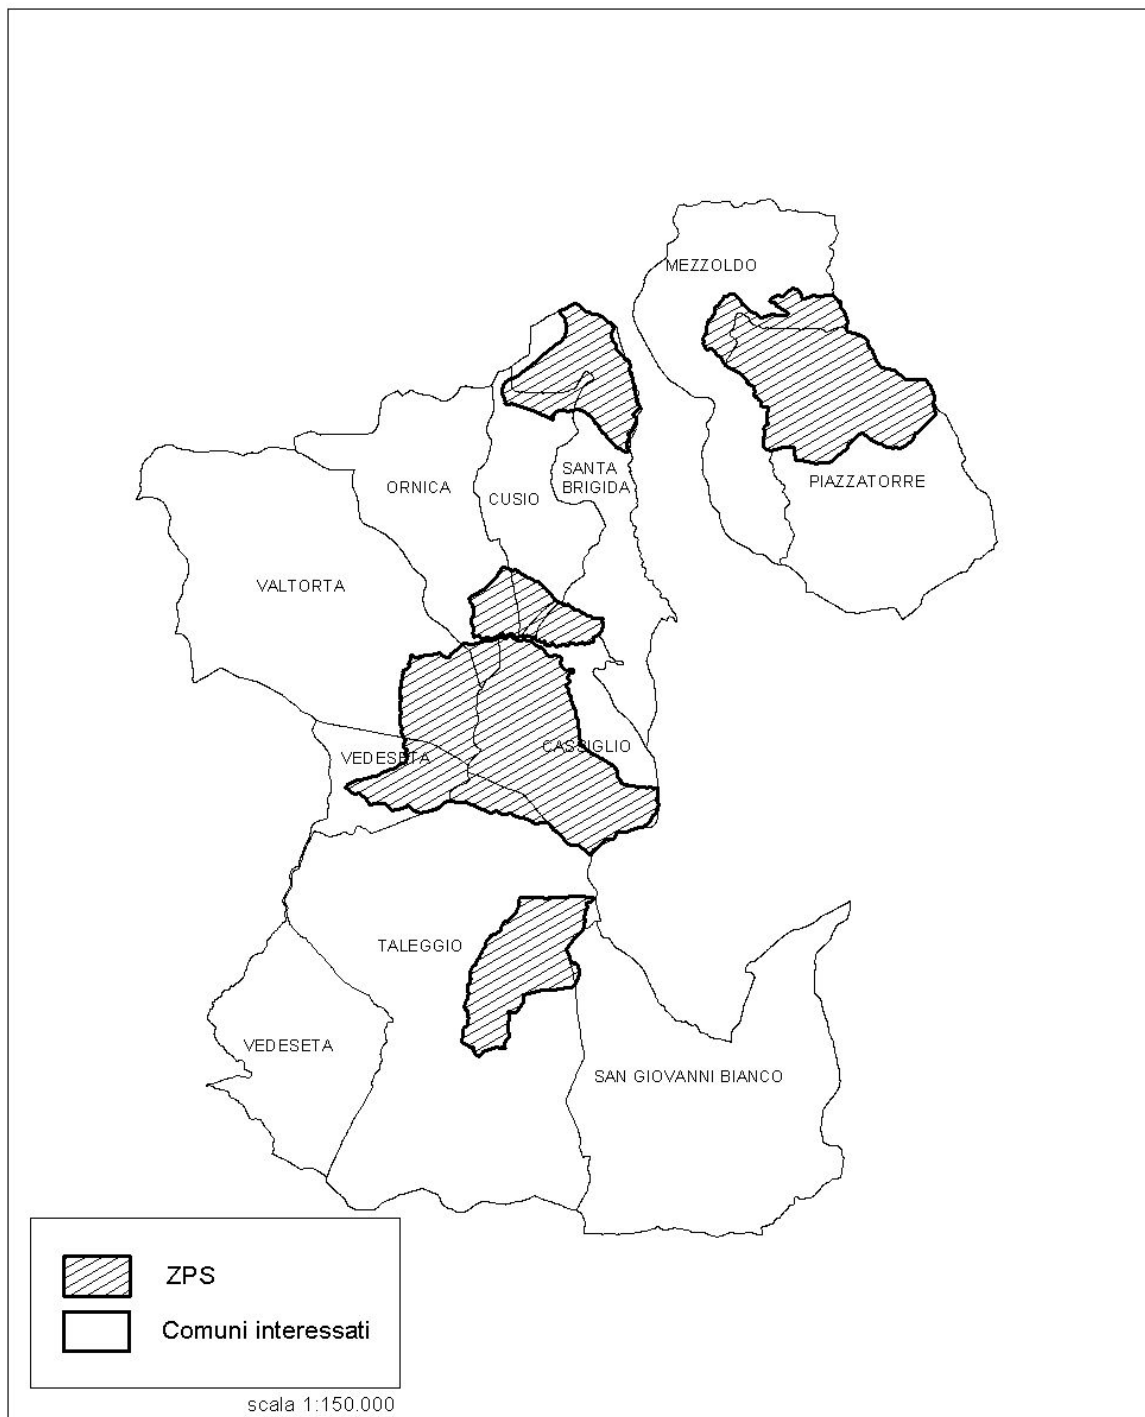 MEZZOLDO
SANTA
BRIGIDA
ORNICA
CUSIO
PIAZZATORRE
VALTORTA
CASSIGLIO
VEDESETA
TALEGGIO
VEDESETA
SAN GIOVANNI BIANCO
ZPS
Comuni interessati
scala 1:150.000